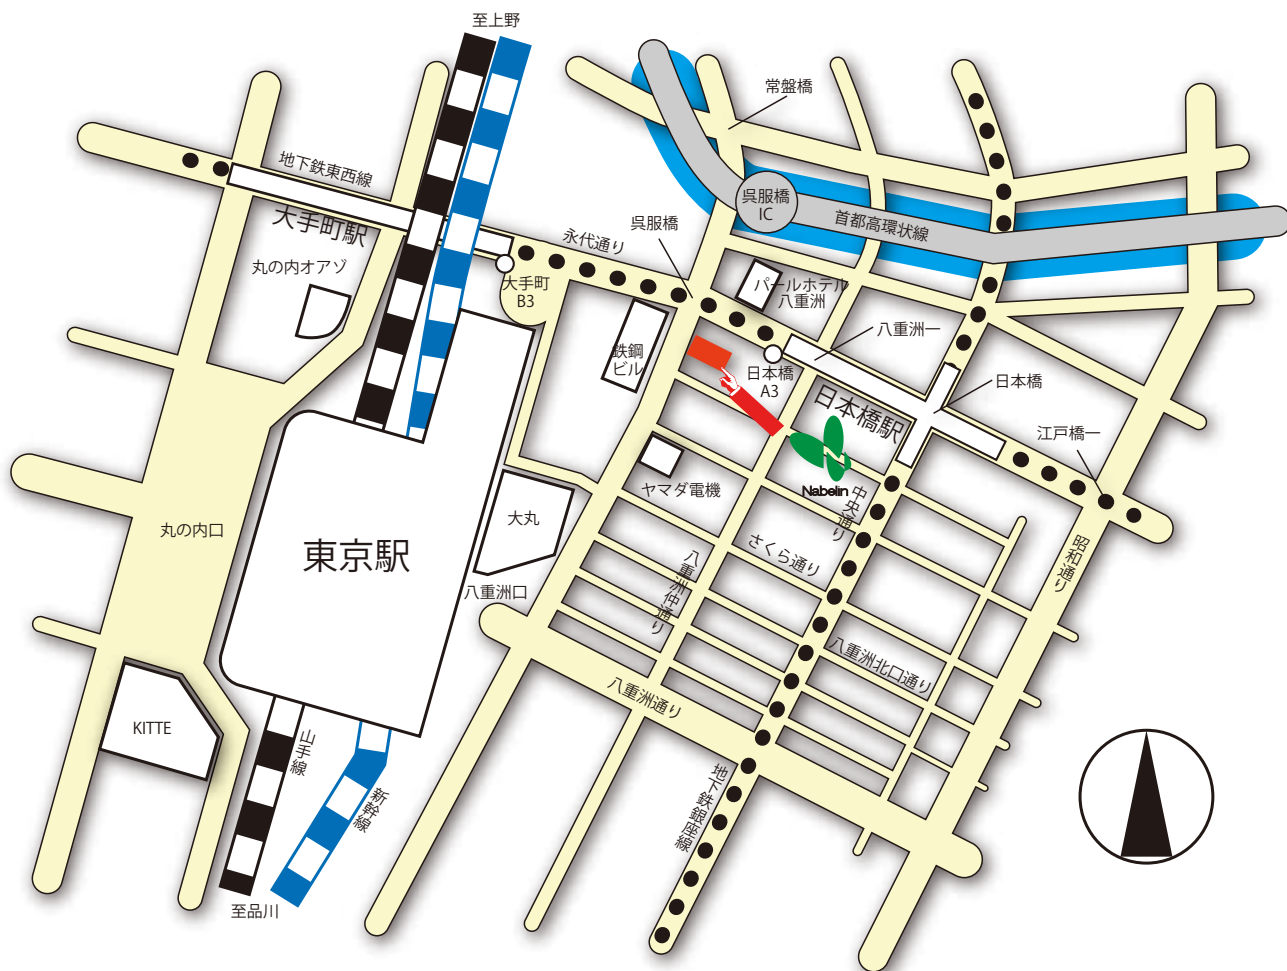 至上野
常盤橋
地下鉄東西線
呉服橋
IC
大手町駅
呉服橋
首都高環状線
永代通り
丸の内オアゾ
大手町
B3
パールホテル
八重洲
八重洲一
鉄鋼
ビル
日本橋
A3
日本橋
日本橋駅
江戸橋一
ヤマダ電機
Nabelin
中央通り
丸の内口
大丸
東京駅
さくら通り
昭和通り
八重洲口
八重洲仲通り
八重洲北口通り
八重洲通り
KITTE
山手線
新幹線
地下鉄銀座線
至品川